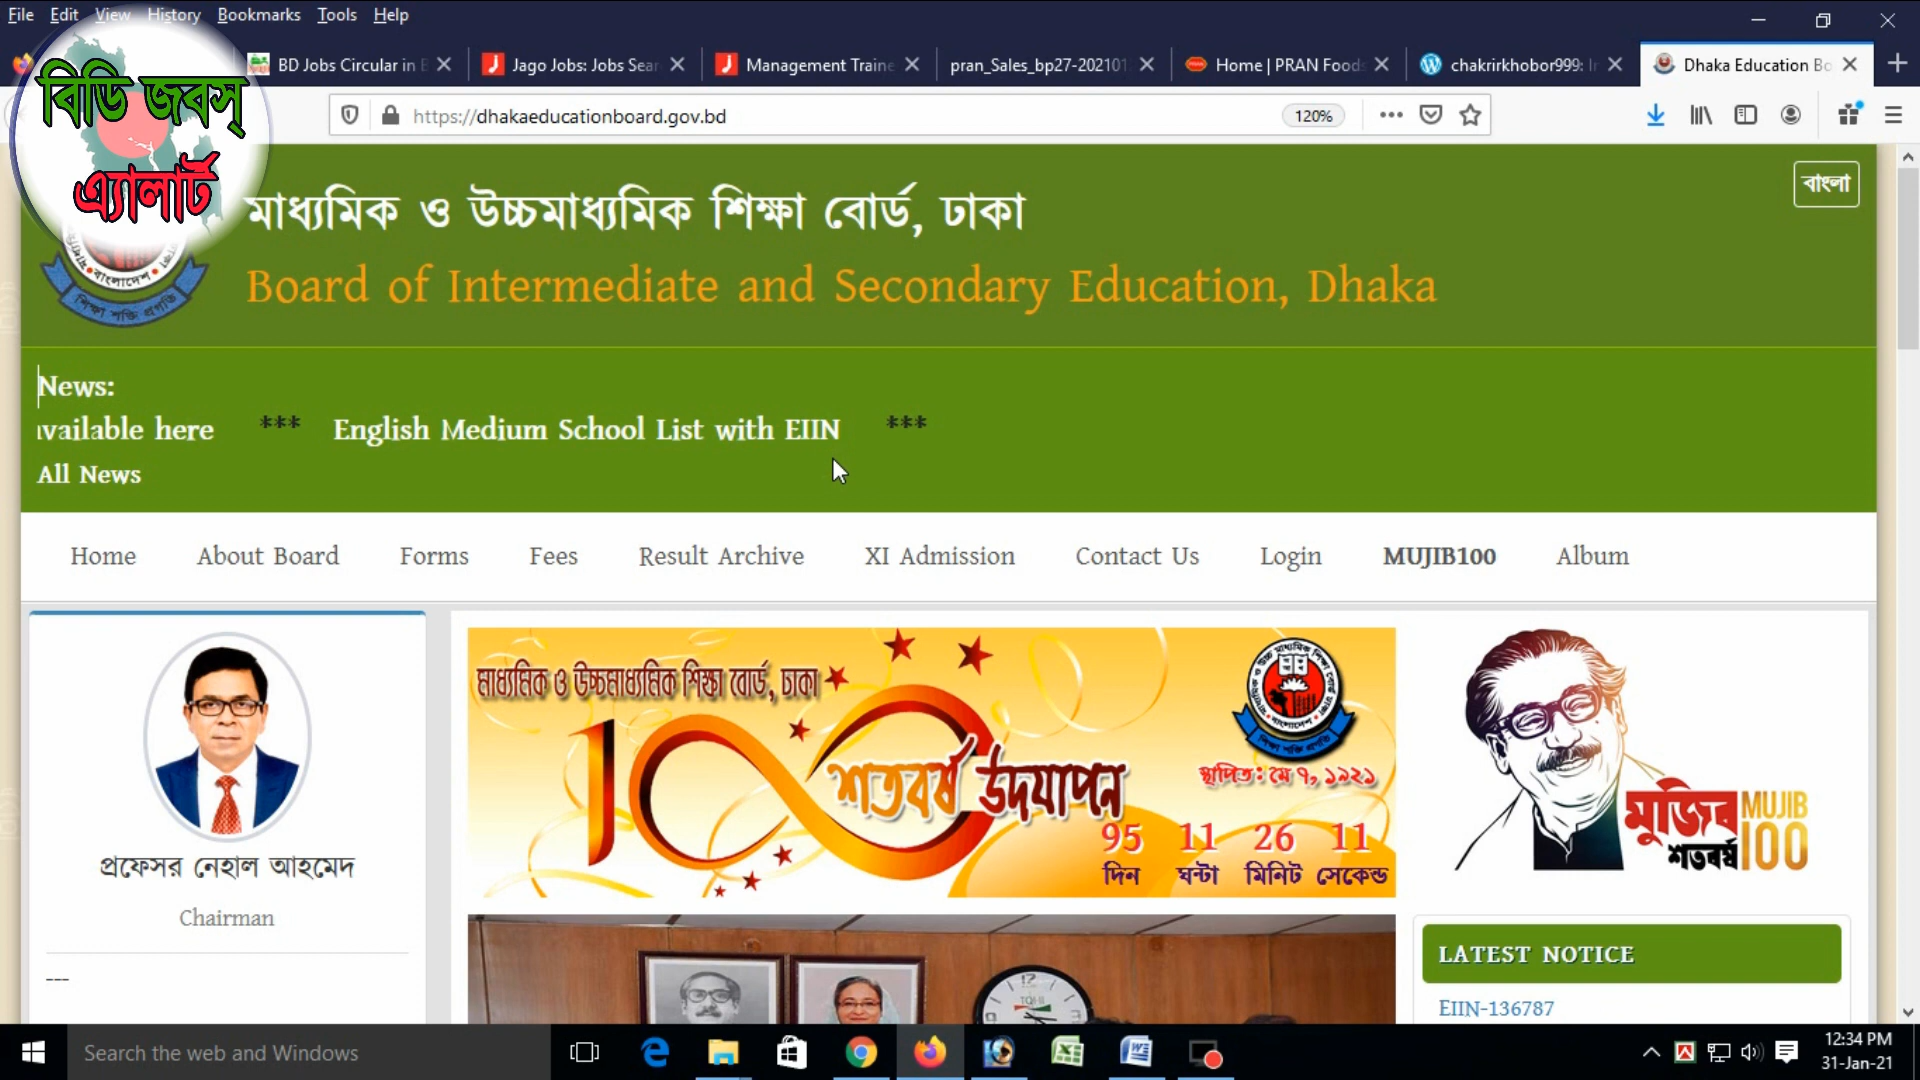 File Edit View History Bookmarks Tools Help
BD Jobs Circular in
Jago Jobs: Jobs Sear
Management Traine
pran_Sales_bp27-202101
Home | PRAN Foods
chakrirkhobor999:
Dhaka Education Bo
বিডি জবস্
এ্যালার্ট
https://dhakaeducationboard.gov.bd
120%
বাংলা
মাধ্যমিক ও উচ্চমাধ্যমিক শিক্ষা বোর্ড, ঢাকা
Board of Intermediate and Secondary Education, Dhaka
বাংলাদেশ
শিক্ষা শক্তি প্রগতি
News:
available here *** English Medium School List with EIIN ***
All News
Home About Board Forms Fees Result Archive XI Admission Contact Us Login MUJIB100 Album
মাধ্যমিক ও উচ্চমাধ্যমিক শিক্ষা বোর্ড, ঢাকা
100
শতবর্ষ উদযাপন
স্থাপিত: মে ৭, ১৯২১
95 11 26 11
দিন ঘন্টা মিনিট সেকেন্ড
মুজিব শতবর্ষ
MUJIB 100
প্রফেসর নেহাল আহমেদ
Chairman
---
LATEST NOTICE
EIIN-136787
Search the web and Windows
12:34 PM
31-Jan-21